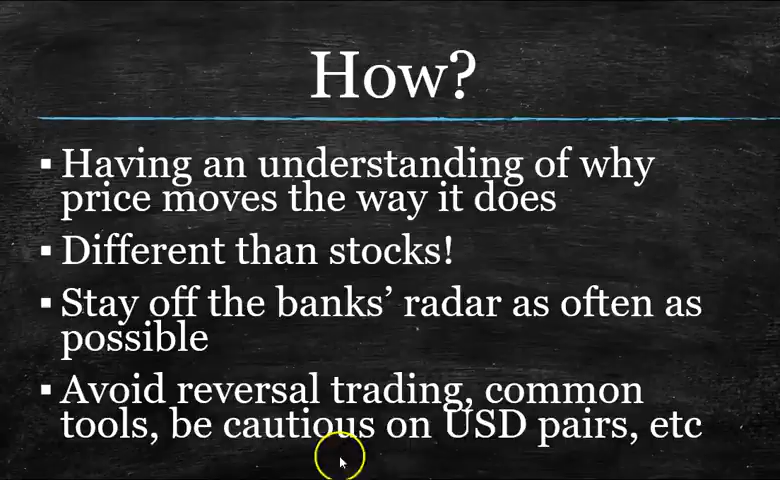 How?
▪ Having an understanding of why
price moves the way it does
▪ Different than stocks!
▪ Stay off the banks’ radar as often as
possible
▪ Avoid reversal trading, common
tools, be cautious on USD pairs, etc